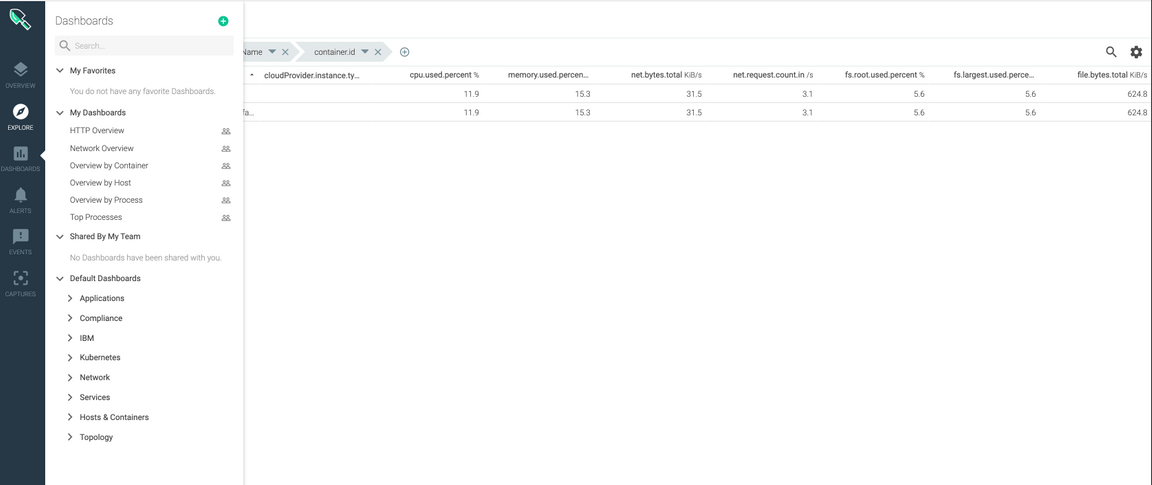 Dashboards
Search...
My Favorites
You do not have any favorite Dashboards.
My Dashboards
HTTP Overview
Network Overview
Overview by Container
Overview by Host
Overview by Process
Top Processes
Shared By My Team
No Dashboards have been shared with you.
Default Dashboards
Applications
Compliance
IBM
Kubernetes
Network
Services
Hosts & Containers
Topology
OVERVIEW
EXPLORE
DASHBOARDS
ALERTS
EVENTS
CAPTURES
Name container.id
cloudProvider.instance.ty... cpu.used.percent % memory.used.percen... net.bytes.total KiB/s net.request.count.in /s fs.root.used.percent % fs.largest.used.perce... file.bytes.total KiB/s
11.9 15.3 31.5 3.1 5.6 5.6 624.8
fa... 11.9 15.3 31.5 3.1 5.6 5.6 624.8